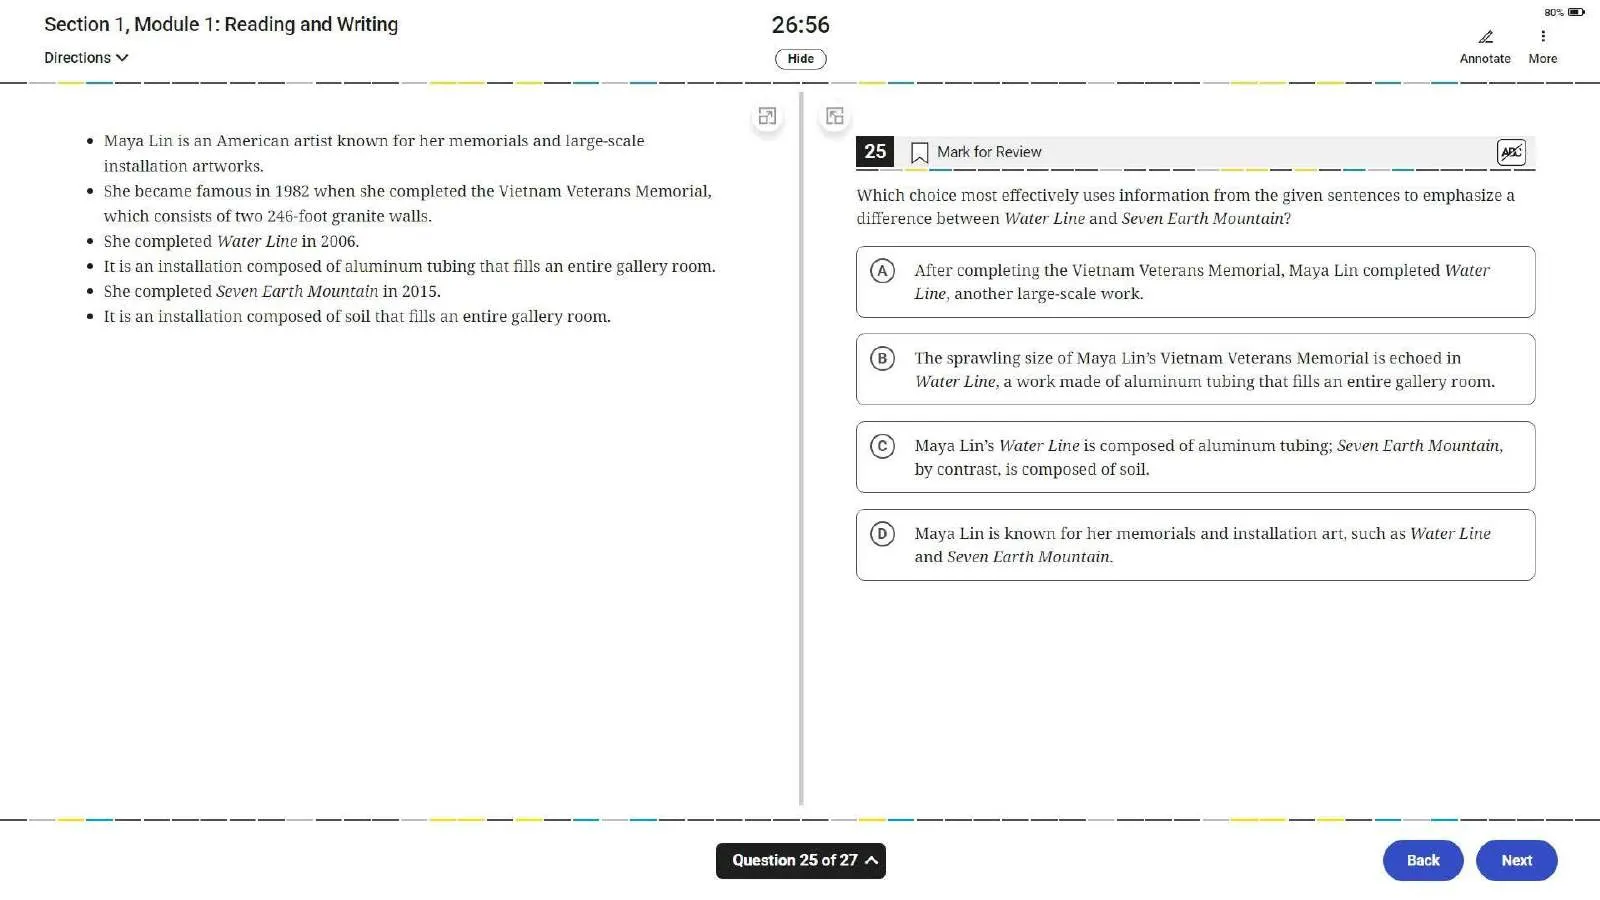 Section 1, Module 1: Reading and Writing
Directions
26:56
Hide
80%
Annotate
More
• Maya Lin is an American artist known for her memorials and large-scale
installation artworks.
• She became famous in 1982 when she completed the Vietnam Veterans Memorial,
which consists of two 246-foot granite walls.
• She completed Water Line in 2006.
• It is an installation composed of aluminum tubing that fills an entire gallery room.
• She completed Seven Earth Mountain in 2015.
• It is an installation composed of soil that fills an entire gallery room.
25
Mark for Review
ABC
Which choice most effectively uses information from the given sentences to emphasize a
difference between Water Line and Seven Earth Mountain?
A After completing the Vietnam Veterans Memorial, Maya Lin completed Water
Line, another large-scale work.
B The sprawling size of Maya Lin’s Vietnam Veterans Memorial is echoed in
Water Line, a work made of aluminum tubing that fills an entire gallery room.
C Maya Lin’s Water Line is composed of aluminum tubing; Seven Earth Mountain,
by contrast, is composed of soil.
D Maya Lin is known for her memorials and installation art, such as Water Line
and Seven Earth Mountain.
Question 25 of 27
Back
Next